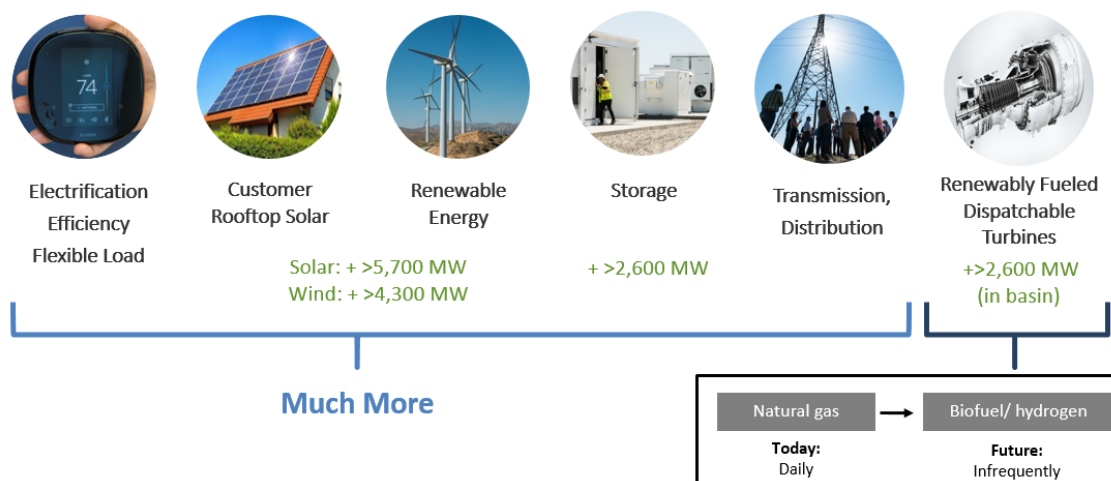 74
Electrification
Efficiency
Flexible Load
Customer
Rooftop Solar
Renewable
Energy
Solar: + >5,700 MW
Wind: + >4,300 MW
Storage
+ >2,600 MW
Transmission,
Distribution
Renewably Fueled
Dispatchable
Turbines
+>2,600 MW
(in basin)
Much More
Natural gas
Biofuel/ hydrogen
Today:
Daily
Future:
Infrequently